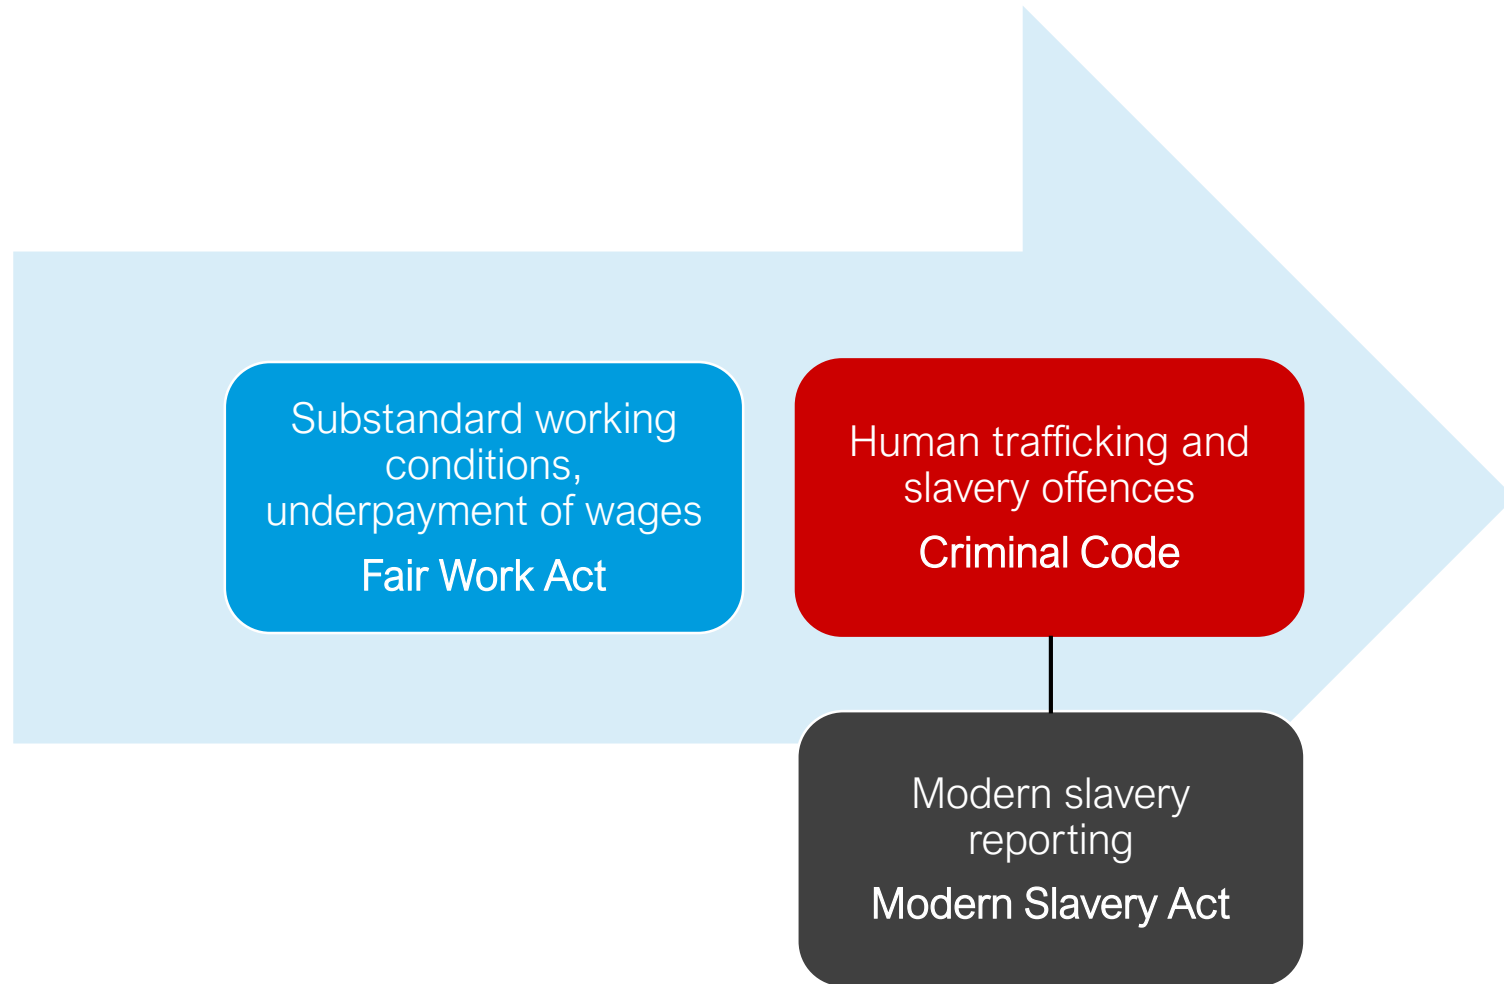 Substandard working
conditions,
underpayment of wages
Fair Work Act
Human trafficking and
slavery offences
Criminal Code
Modern slavery
reporting
Modern Slavery Act